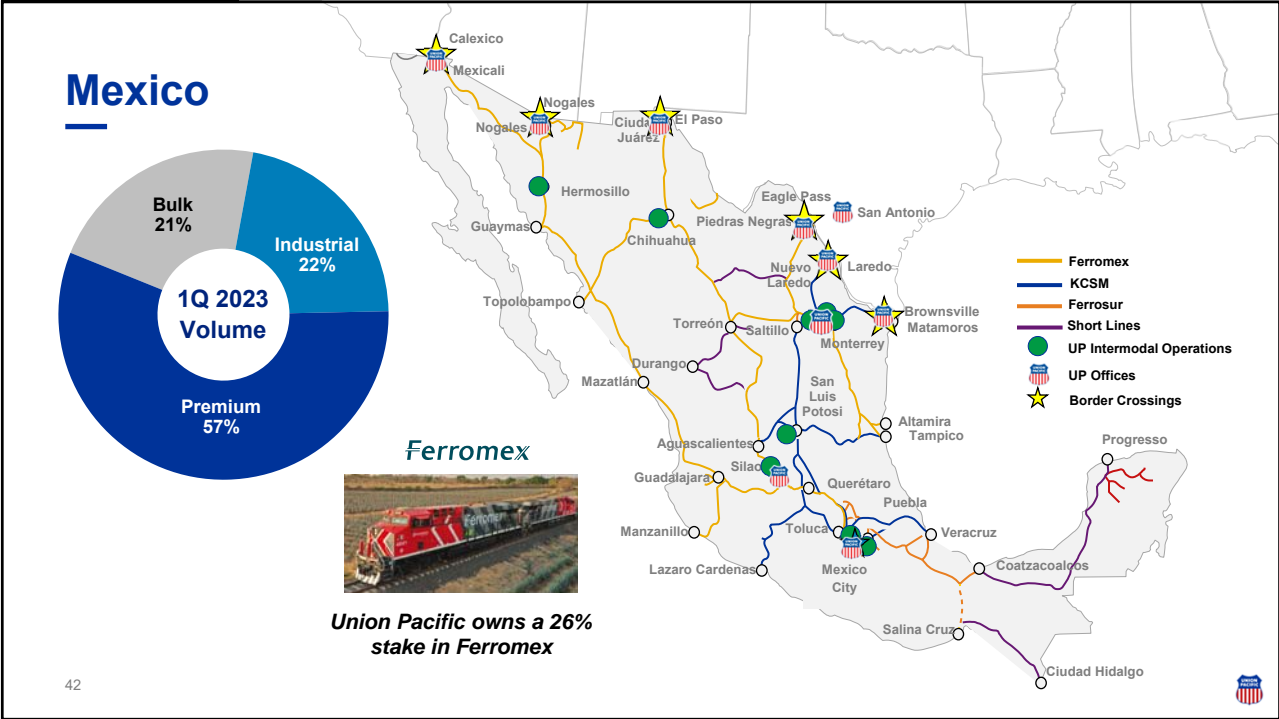 Mexico
Bulk
21%
Industrial
22%
1Q 2023
Volume
Premium
57%
Ferromex
Ferromex
Union Pacific owns a 26%
stake in Ferromex
Calexico
Mexicali
Nogales
Nogales
Ciudad
Juárez
El Paso
Hermosillo
Guaymas
Chihuahua
Eagle Pass
Piedras Negras
San Antonio
Nuevo
Laredo
Laredo
Topolobampo
Torreón
Saltillo
Monterrey
Brownsville
Matamoros
Durango
Mazatlán
San
Luis
Potosi
Altamira
Tampico
Aguascalientes
Silao
Guadalajara
Querétaro
Puebla
Manzanillo
Toluca
Veracruz
Lazaro Cardenas
Mexico
City
Coatzacoalcos
Progresso
Salina Cruz
Ciudad Hidalgo
Ferromex
KCSM
Ferrosur
Short Lines
UP Intermodal Operations
UP Offices
Border Crossings
UNION
PACIFIC
42